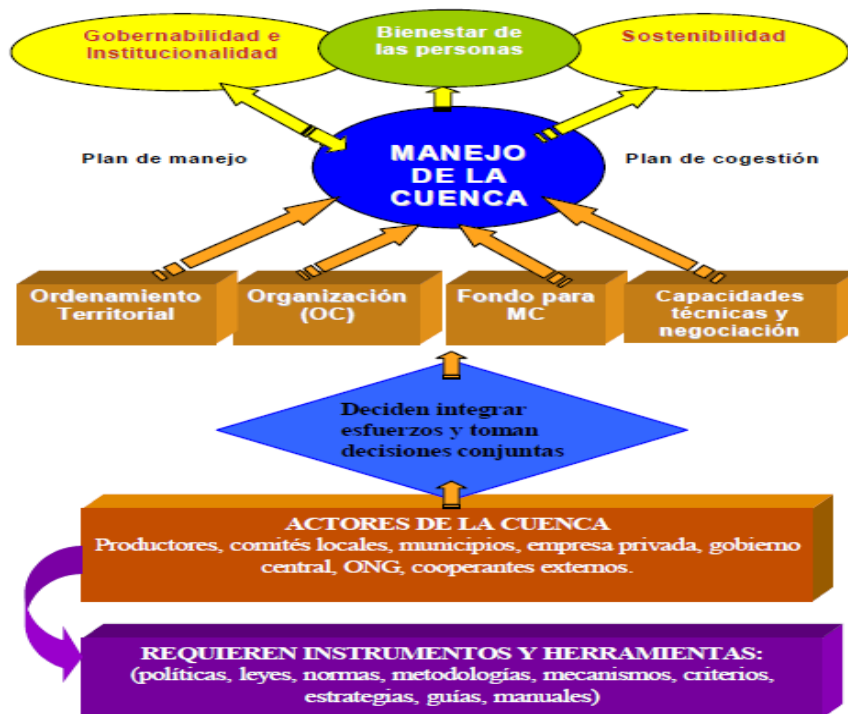 Gobernabilidad e
Institucionalidad
Bienestar de
las personas
Sostenibilidad
Plan de manejo
MANEJO
DE LA
CUENCA
Plan de cogestión
Ordenamiento
Territorial
Organización
(OC)
Fondo para
MC
Capacidades
técnicas y
negociación
Deciden integrar
esfuerzos y toman
decisiones conjuntas
ACTORES DE LA CUENCA
Productores, comités locales, municipios, empresa privada, gobierno
central, ONG, cooperantes externos.
REQUIEREN INSTRUMENTOS Y HERRAMIENTAS:
(políticas, leyes, normas, metodologías, mecanismos, criterios,
estrategias, guías, manuales)